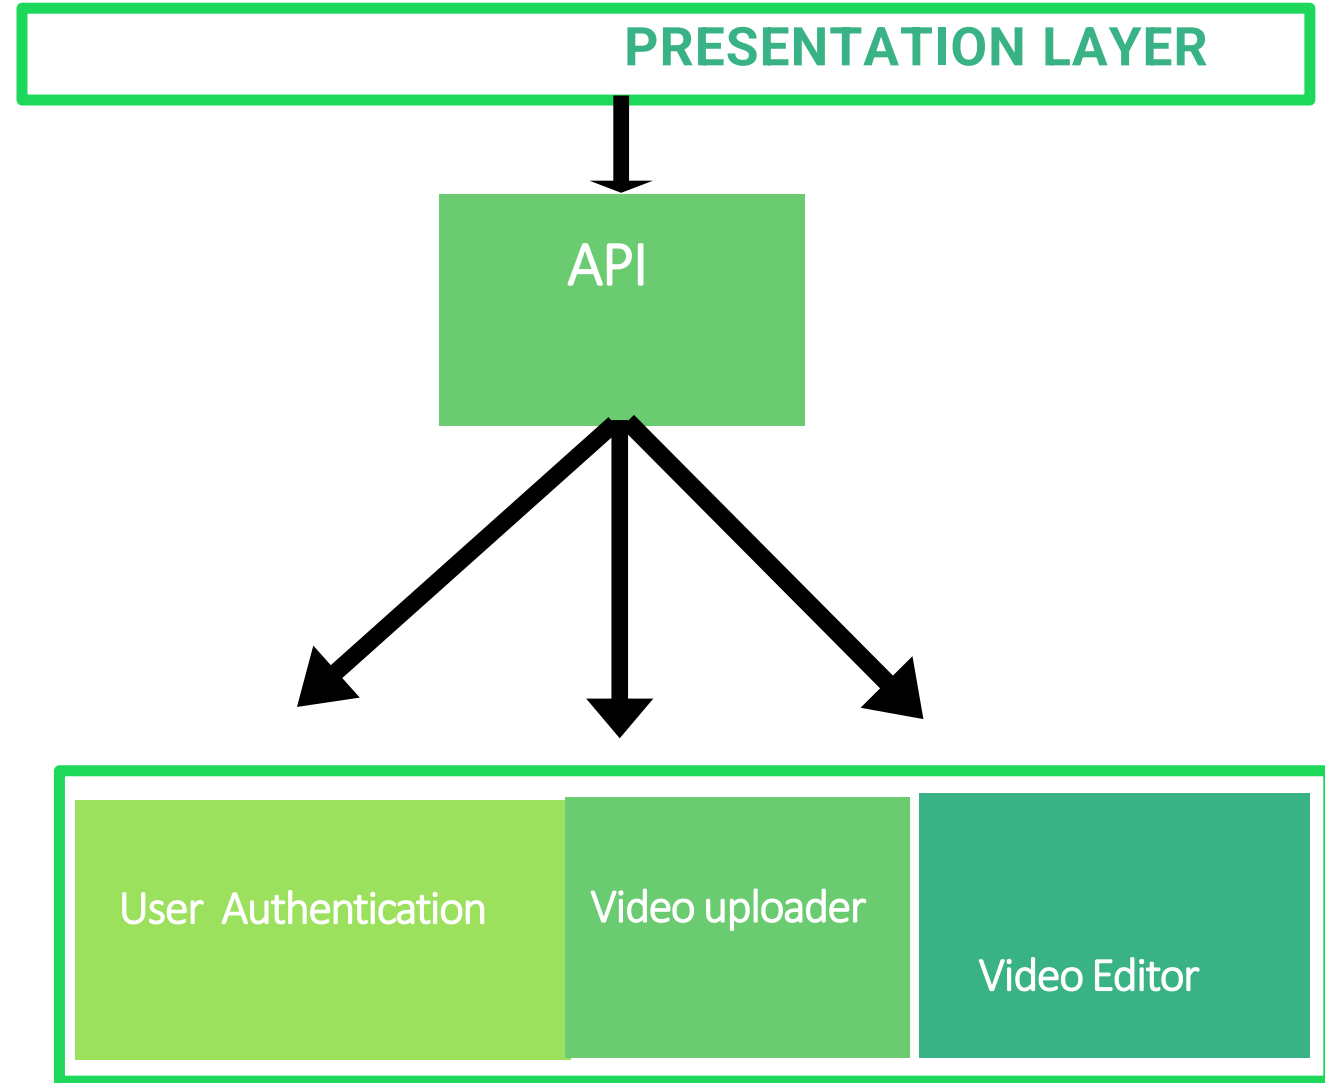 PRESENTATION LAYER
API
User Authentication
Video uploader
Video Editor